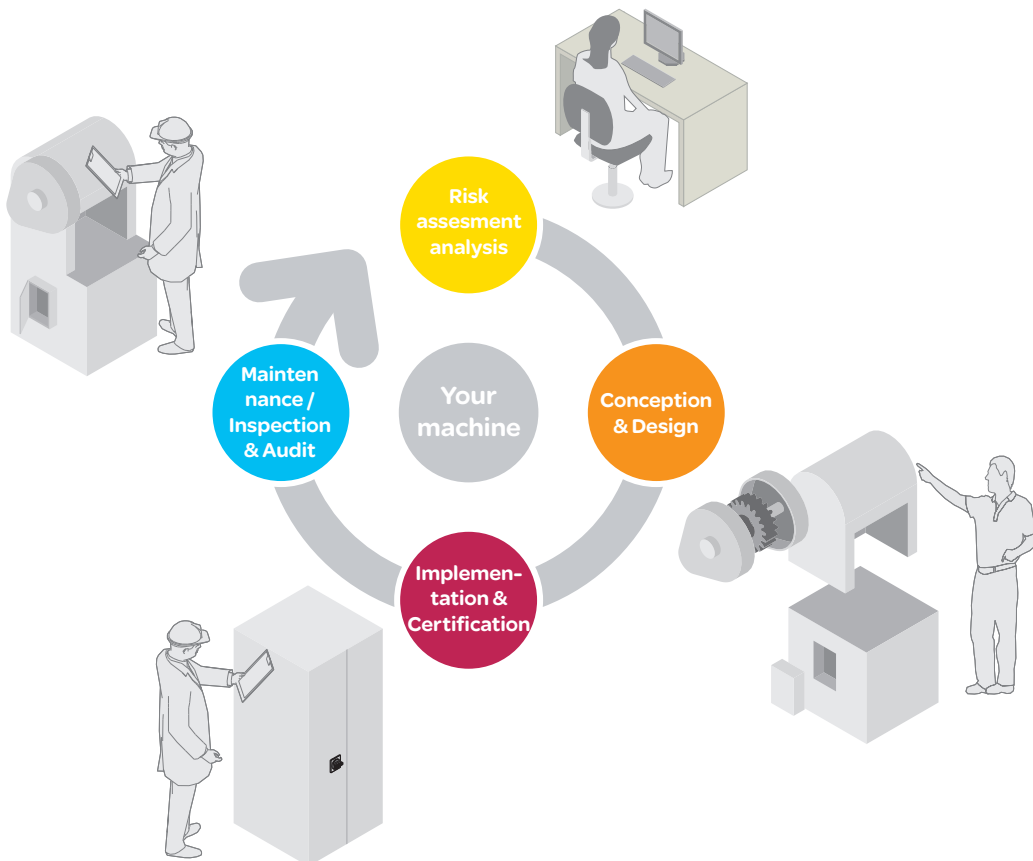 Risk
assesment
analysis
Mainten
nance /
Inspection
& Audit
Your
machine
Conception
& Design
Implemen-
tation &
Certification